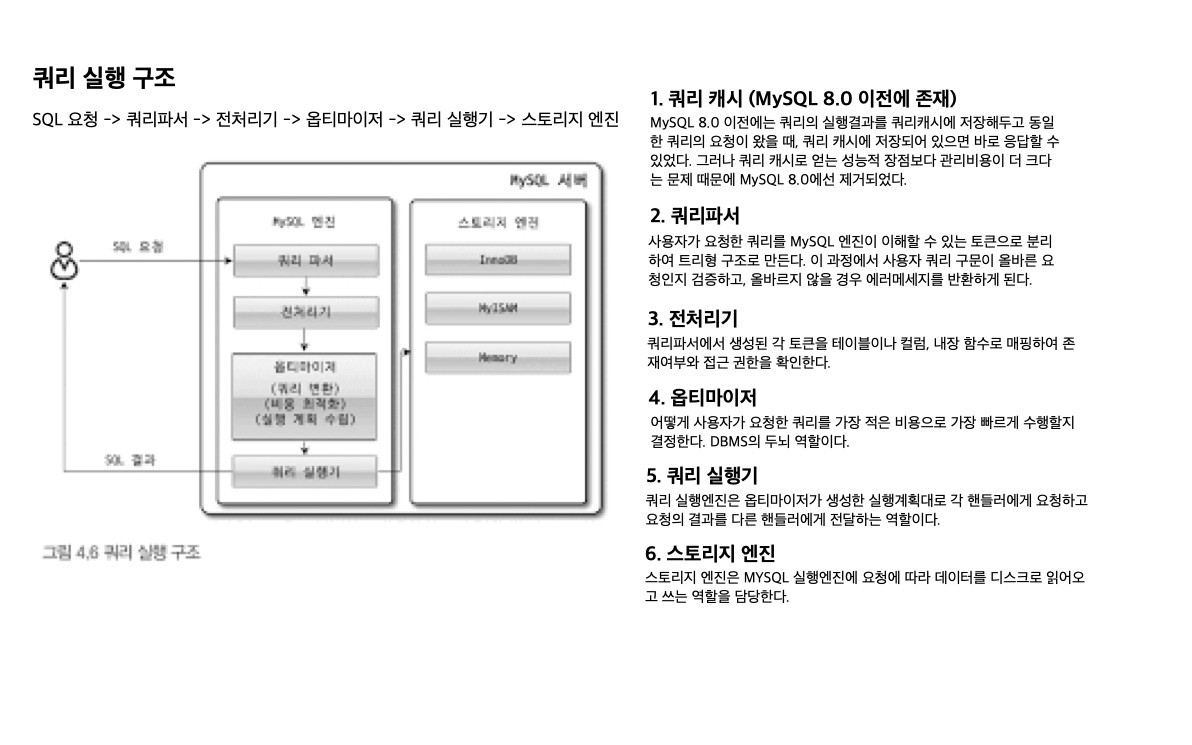 쿼리 실행 구조
SQL 요청 -> 쿼리파서 -> 전처리기 -> 옵티마이저 -> 쿼리 실행기 -> 스토리지 엔진
MySQL 서버
MySQL 엔진
스토리지 엔진
SQL 요청
쿼리 파서
InnoDB
전처리기
MyISAM
옵티마이저
(쿼리 변환)
(비용 최적화)
(실행 계획 수립)
Memory
SQL 결과
쿼리 실행기
그림 4.6 쿼리 실행 구조
1. 쿼리 캐시 (MySQL 8.0 이전에 존재)
MySQL 8.0 이전에는 쿼리의 실행결과를 쿼리캐시에 저장해두고 동일
한 쿼리의 요청이 왔을 때, 쿼리 캐시에 저장되어 있으면 바로 응답할 수
있었다. 그러나 쿼리 캐시로 얻는 성능적 장점보다 관리비용이 더 크다
는 문제 때문에 MySQL 8.0에선 제거되었다.
2. 쿼리파서
사용자가 요청한 쿼리를 MySQL 엔진이 이해할 수 있는 토큰으로 분리
하여 트리형 구조로 만든다. 이 과정에서 사용자 쿼리 구문이 올바른 요
청인지 검증하고, 올바르지 않을 경우 에러메세지를 반환하게 된다.
3. 전처리기
쿼리파서에서 생성된 각 토큰을 테이블이나 컬럼, 내장 함수로 매핑하여 존
재여부와 접근 권한을 확인한다.
4. 옵티마이저
어떻게 사용자가 요청한 쿼리를 가장 적은 비용으로 가장 빠르게 수행할지
결정한다. DBMS의 두뇌 역할이다.
5. 쿼리 실행기
쿼리 실행엔진은 옵티마이저가 생성한 실행계획대로 각 핸들러에게 요청하고
요청의 결과를 다른 핸들러에게 전달하는 역할이다.
6. 스토리지 엔진
스토리지 엔진은 MYSQL 실행엔진에 요청에 따라 데이터를 디스크로 읽어오
고 쓰는 역할을 담당한다.